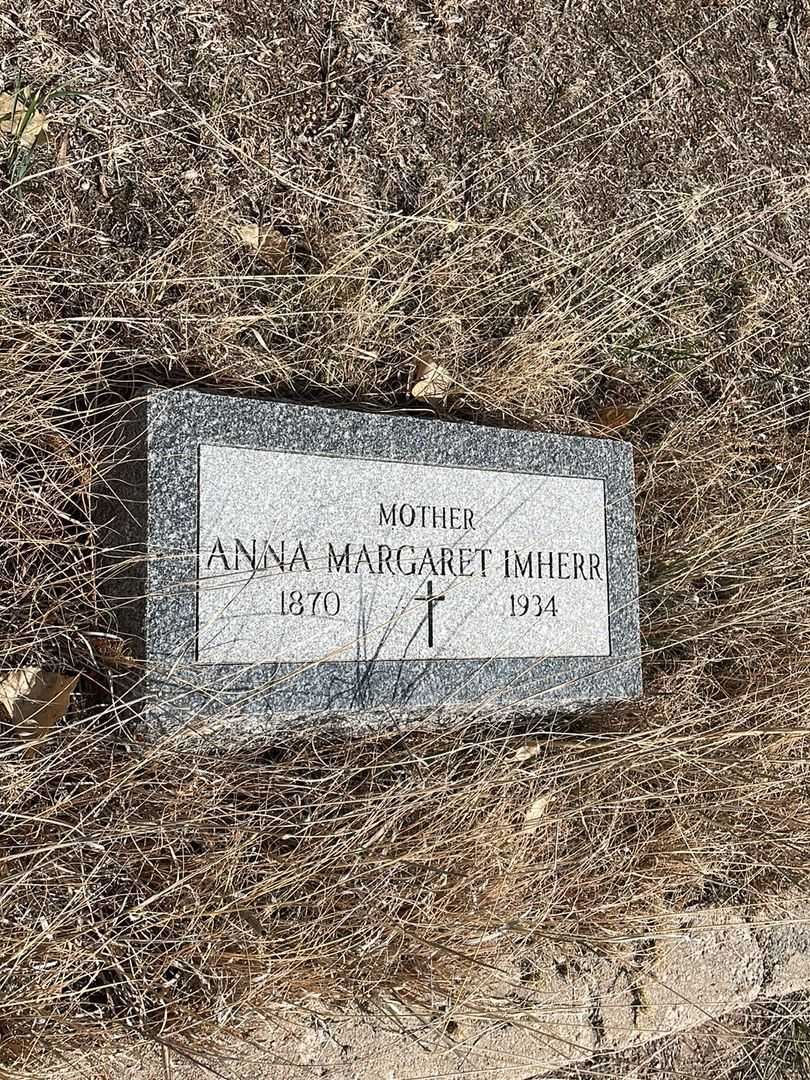 MOTHER
ANNA MARGARET IMHERR
1870 1934